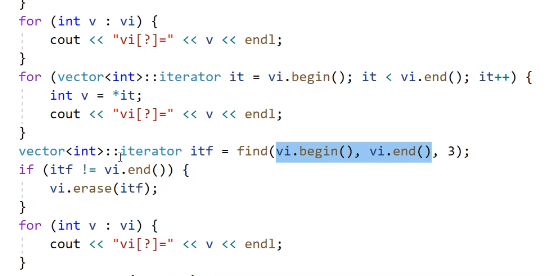 }
for (int v : vi) {
cout << "vi[?]=" << v << endl;
}
for (vector<int>::iterator it = vi.begin(); it < vi.end(); it++) {
int v = *it;
cout << "vi[?]=" << v << endl;
}
vector<int>::iterator itf = find(vi.begin(), vi.end(), 3);
if (itf != vi.end()) {
vi.erase(itf);
}
for (int v : vi) {
cout << "vi[?]=" << v << endl;
}